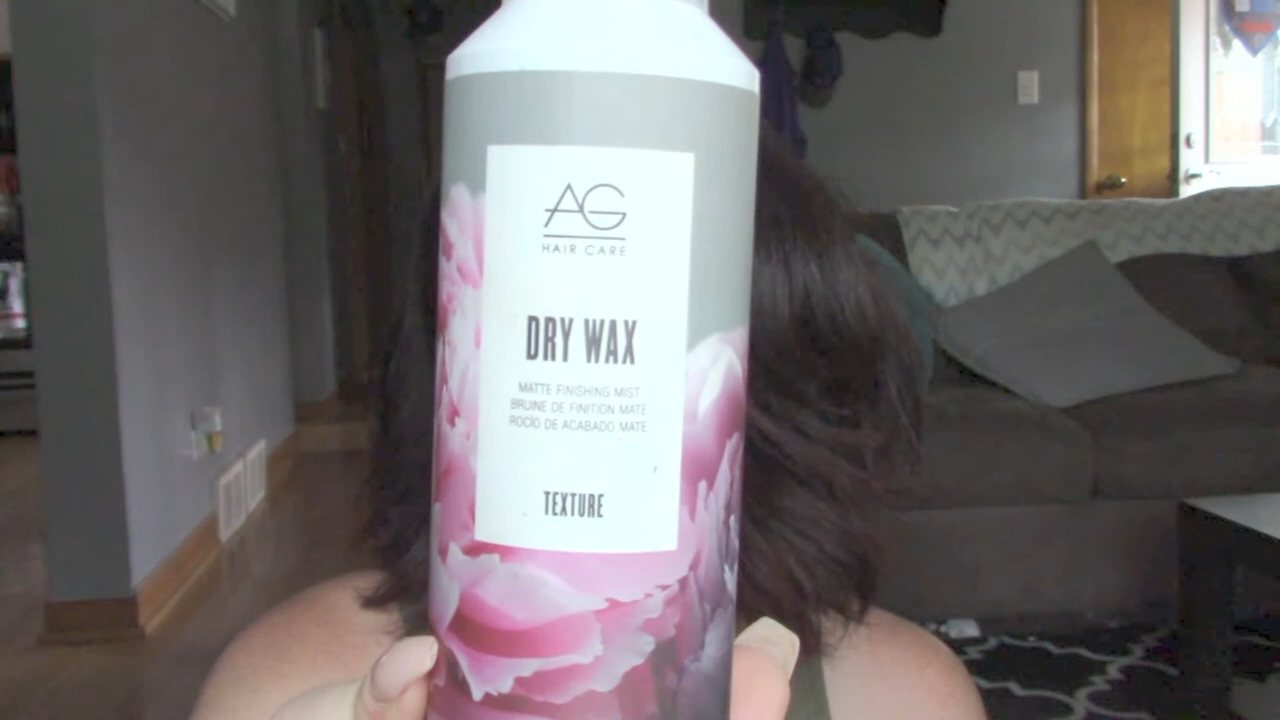 AG
HAIR CARE
DRY WAX
MATTE FINISHING MIST
BRUINE DE FINITION MATE
ROCÍO DE ACABADO MATE
TEXTURE